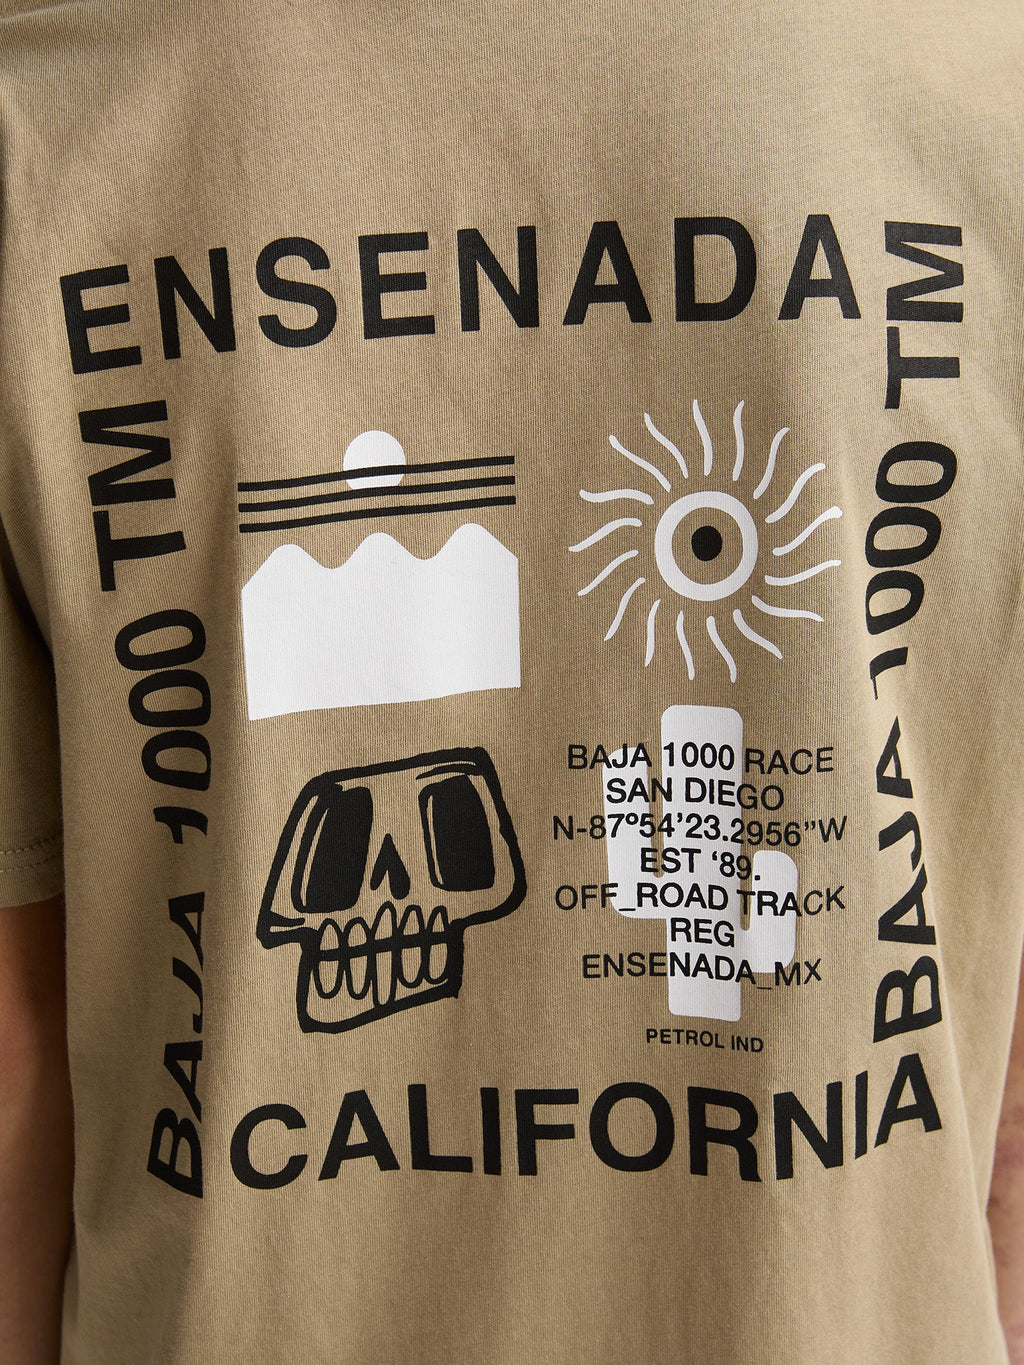 ENSENADA
BAJA 1000 TM
BAJA 1000 TM
BAJA 1000 RACE
SAN DIEGO
N-87º54’23.2956”W
EST ‘89.
OFF_ROAD TRACK
REG
ENSENADA_MX
PETROL IND
CALIFORNIA